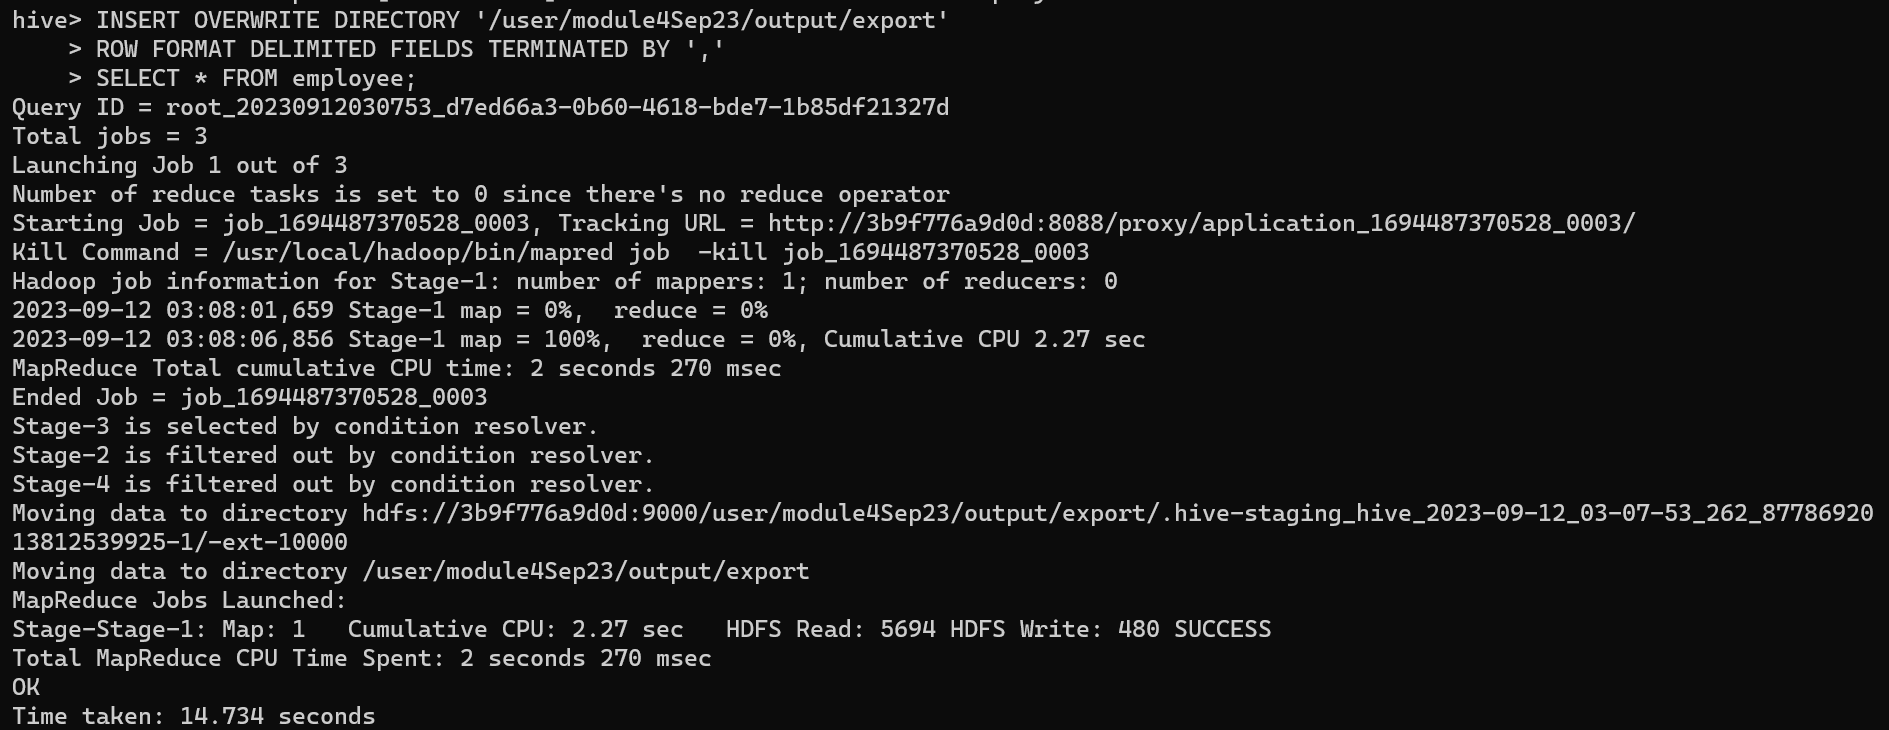 hive> INSERT OVERWRITE DIRECTORY '/user/module4Sep23/output/export'
    > ROW FORMAT DELIMITED FIELDS TERMINATED BY ','
    > SELECT * FROM employee;
Query ID = root_20230912030753_d7ed66a3-0b60-4618-bde7-1b85df21327d
Total jobs = 3
Launching Job 1 out of 3
Number of reduce tasks is set to 0 since there's no reduce operator
Starting Job = job_1694487370528_0003, Tracking URL = http://3b9f776a9d0d:8088/proxy/application_1694487370528_0003/
Kill Command = /usr/local/hadoop/bin/mapred job  -kill job_1694487370528_0003
Hadoop job information for Stage-1: number of mappers: 1; number of reducers: 0
2023-09-12 03:08:01,659 Stage-1 map = 0%,  reduce = 0%
2023-09-12 03:08:06,856 Stage-1 map = 100%,  reduce = 0%, Cumulative CPU 2.27 sec
MapReduce Total cumulative CPU time: 2 seconds 270 msec
Ended Job = job_1694487370528_0003
Stage-3 is selected by condition resolver.
Stage-2 is filtered out by condition resolver.
Stage-4 is filtered out by condition resolver.
Moving data to directory hdfs://3b9f776a9d0d:9000/user/module4Sep23/output/export/.hive-staging_hive_2023-09-12_03-07-53_262_87786920
13812539925-1/-ext-10000
Moving data to directory /user/module4Sep23/output/export
MapReduce Jobs Launched:
Stage-Stage-1: Map: 1   Cumulative CPU: 2.27 sec   HDFS Read: 5694 HDFS Write: 480 SUCCESS
Total MapReduce CPU Time Spent: 2 seconds 270 msec
OK
Time taken: 14.734 seconds